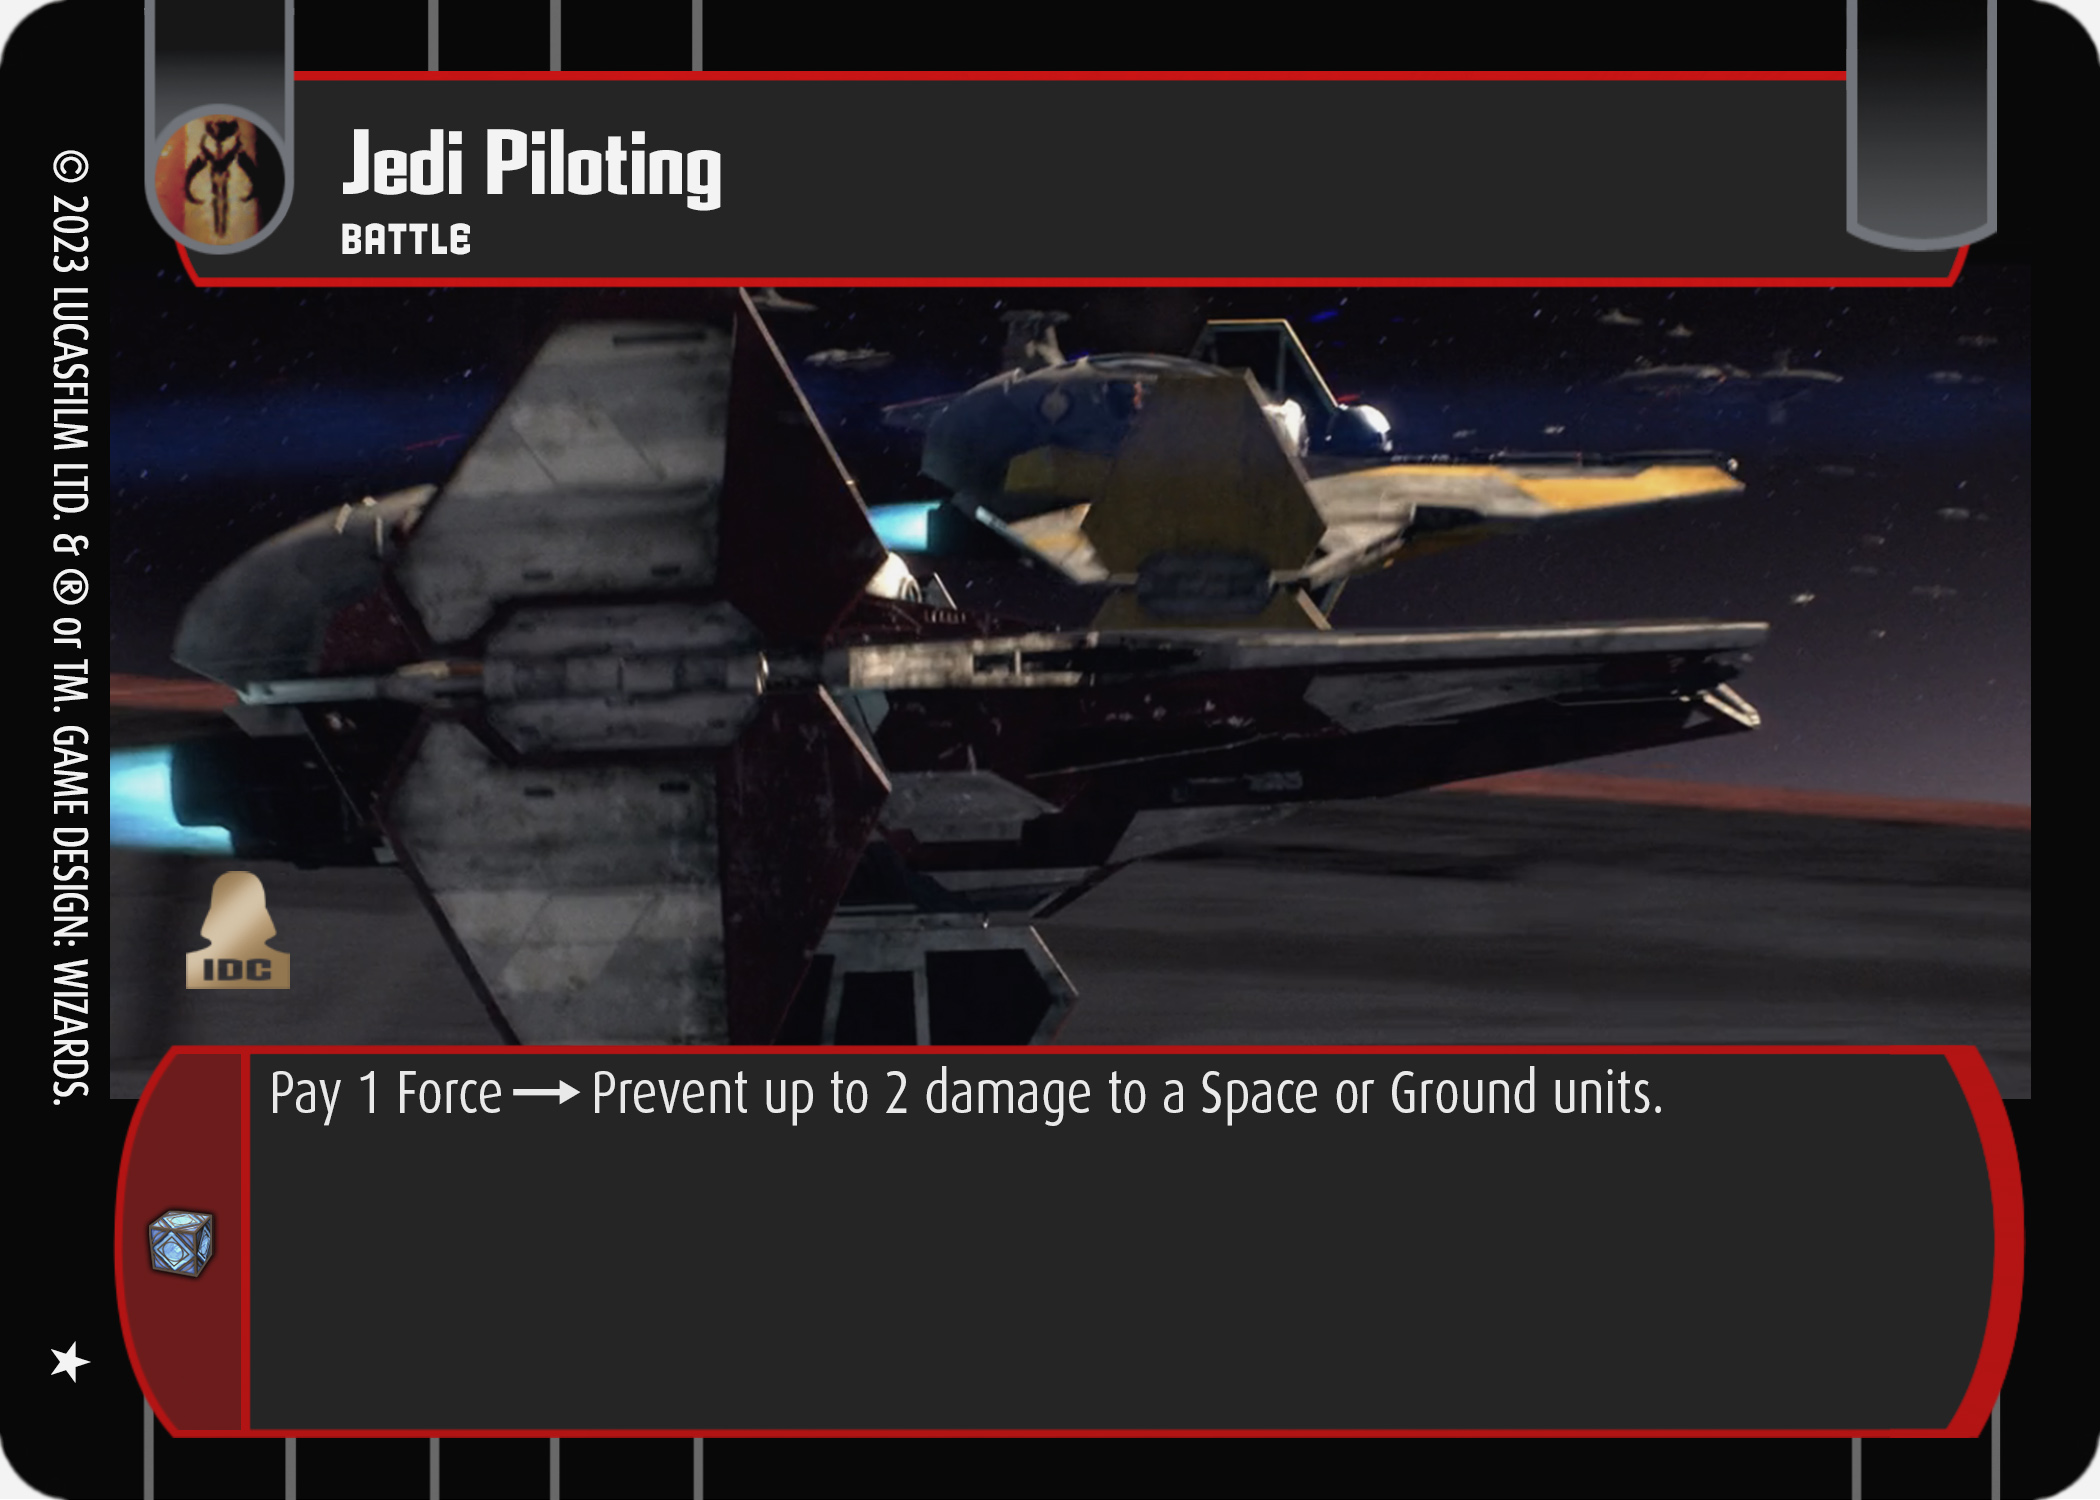 Jedi Piloting
BATTLE
IDC
Pay 1 Force → Prevent up to 2 damage to a Space or Ground units.
© 2023 LUCASFILM LTD. & ® or TM. GAME DESIGN: WIZARDS.